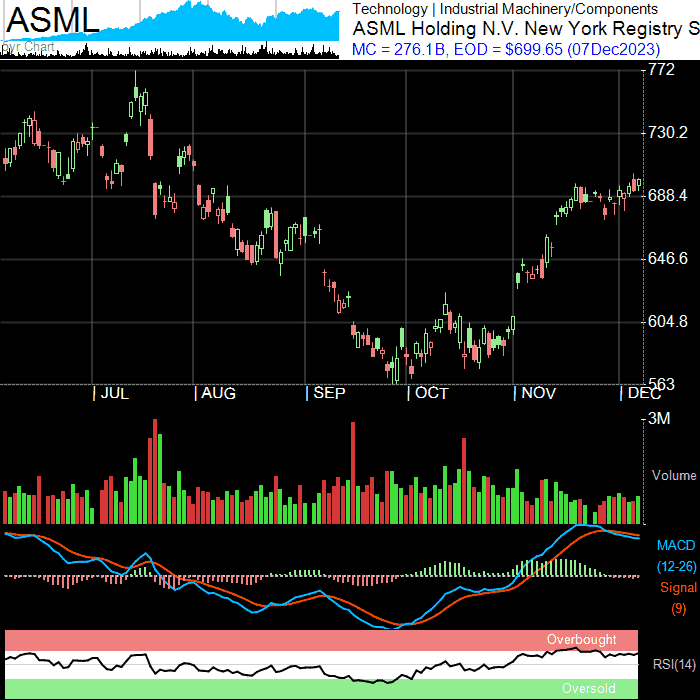 ASML
5yr Chart
Technology | Industrial Machinery/Components
ASML Holding N.V. New York Registry S
MC = 276.1B, EOD = $699.65 (07Dec2023)
772
730.2
688.4
646.6
604.8
563
| JUL | AUG | SEP | OCT | NOV | DEC
3M
Volume
MACD
(12-26)
Signal
(9)
Overbought
RSI(14)
Oversold